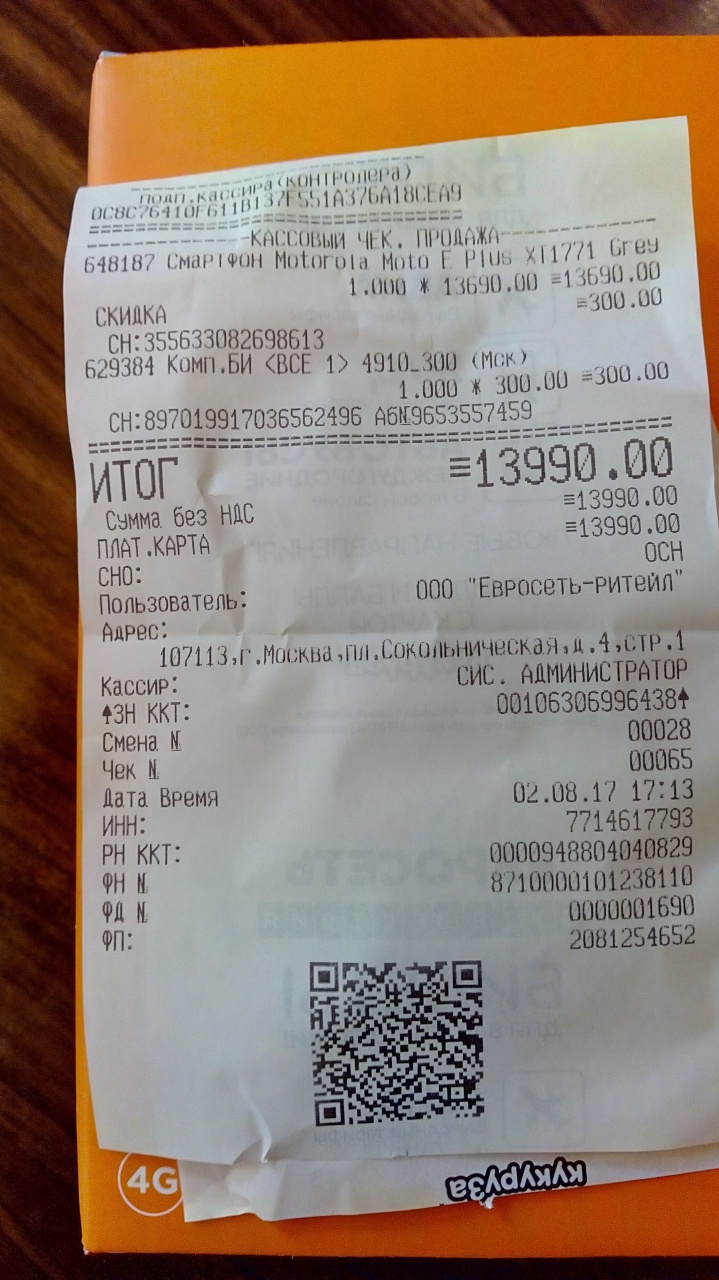 подп.кассира(контролера)
0C8C76410F611B137F551A376A18CEA9
КАССОВЫЙ ЧЕК. ПРОДАЖА
648187 Смартфон Motorola Moto E Plus XT1771 Grey
1.000 * 13690.00 ≡13690.00
СКИДКА ≡300.00
СН:355633082698613
629384 Комп.БИ <ВСЕ 1> 4910_300 (Мск)
1.000 * 300.00 ≡300.00
СН:897019917036562496 Аб№9653557459
ИТОГ ≡13990.00
Сумма без НДС ≡13990.00
ПЛАТ.КАРТА ≡13990.00
СНО: ОСН
Пользователь: ООО "Евросеть-Ритейл"
Адрес:
107113,г.Москва,пл.Сокольническая,д.4,стр.1
Кассир: СИС. АДМИНИСТРАТОР
↑ЗН ККТ: 00106306996438↑
Смена № 00028
Чек № 00065
Дата Время 02.08.17 17:13
ИНН: 7714617793
РН ККТ: 0000948804040829
ФН № 8710000101238110
ФД № 0000001690
ФП: 2081254652
4G
кукуруза